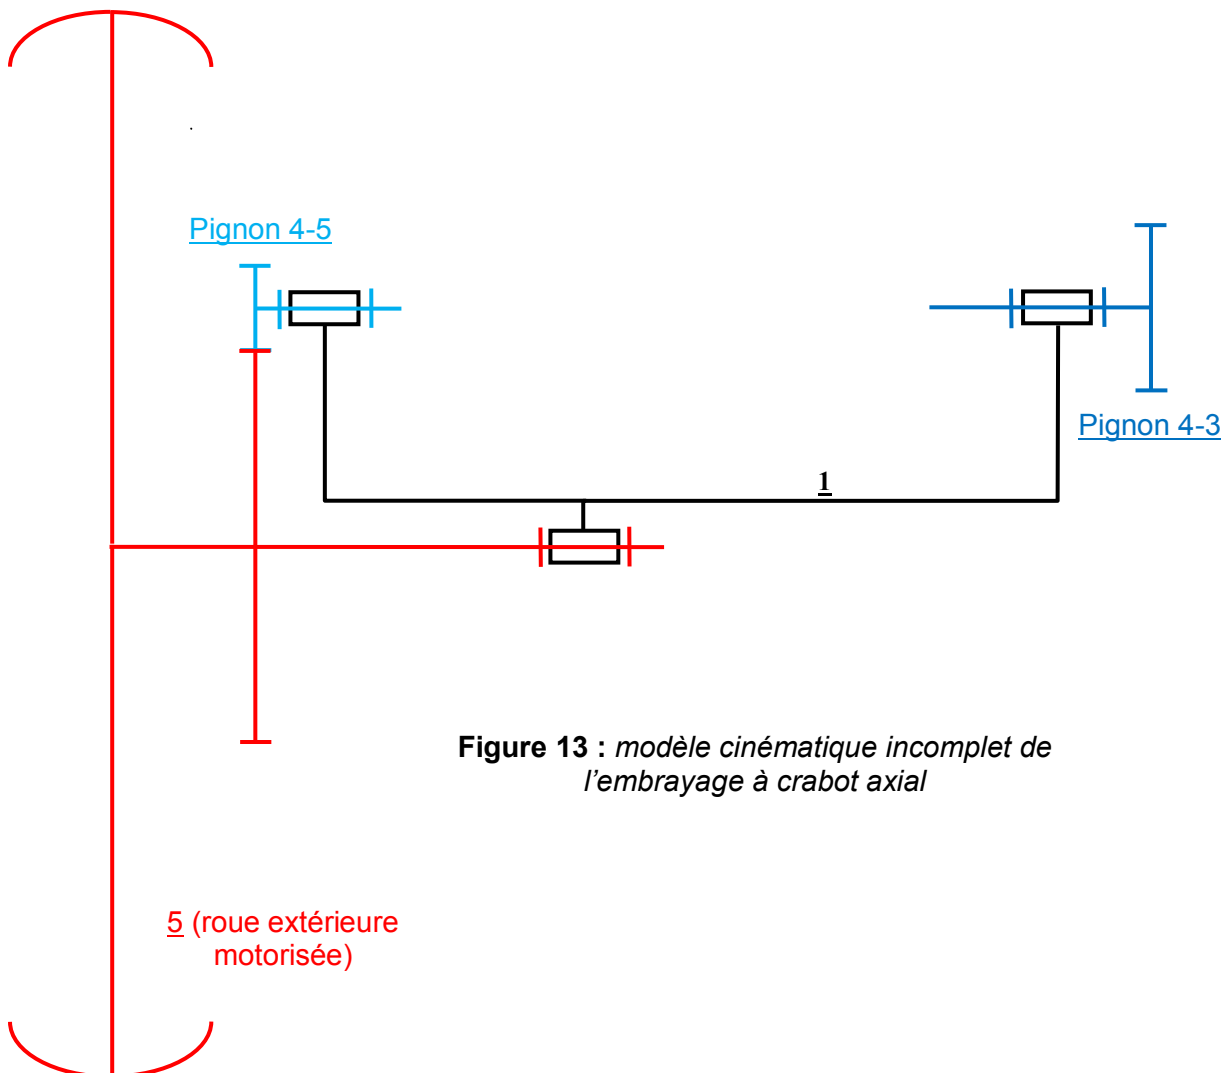 Pignon 4-5
Pignon 4-3
1
Figure 13 : modèle cinématique incomplet de
l’embrayage à crabot axial
5 (roue extérieure
motorisée)